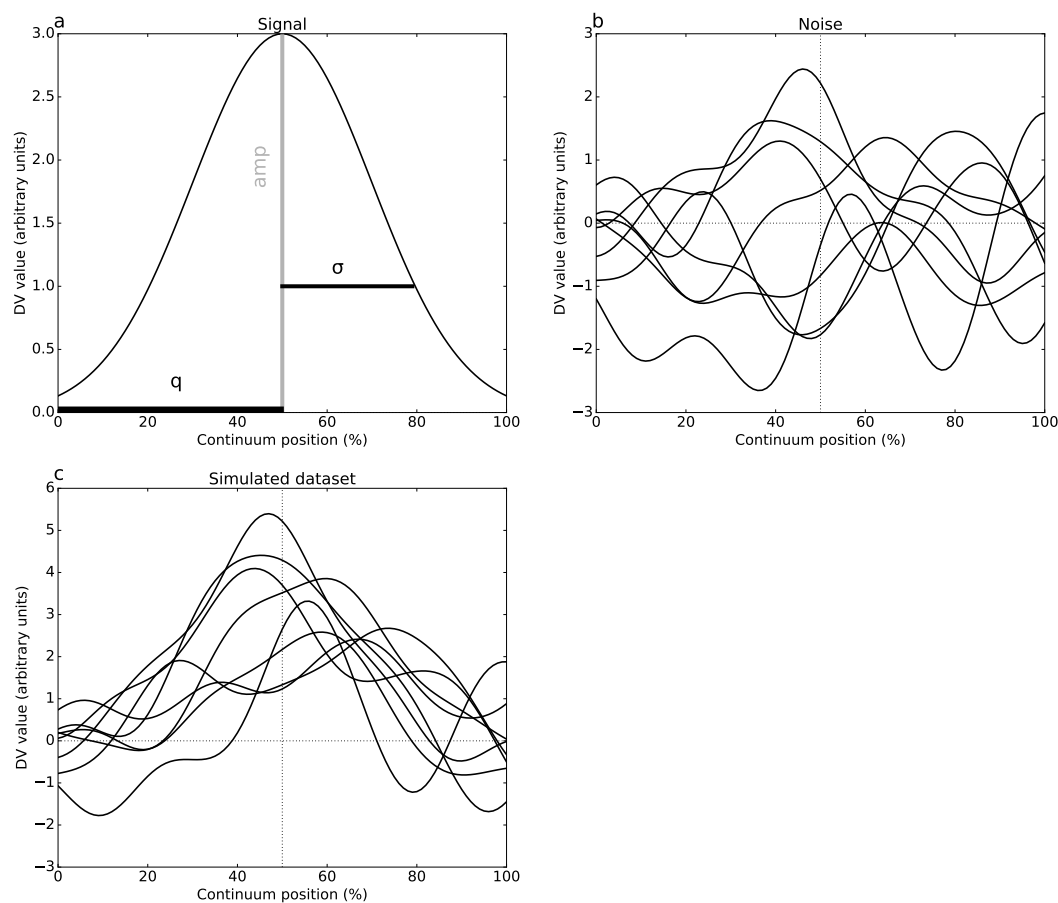 a
Signal
3.0
2.5
2.0
1.5
1.0
0.5
0.0
DV value (arbitrary units)
amp
σ
q
0 20 40 60 80 100
Continuum position (%)
b
Noise
3
2
1
0
−1
−2
−3
DV value (arbitrary units)
0 20 40 60 80 100
Continuum position (%)
c
Simulated dataset
6
5
4
3
2
1
0
−1
−2
−3
DV value (arbitrary units)
0 20 40 60 80 100
Continuum position (%)